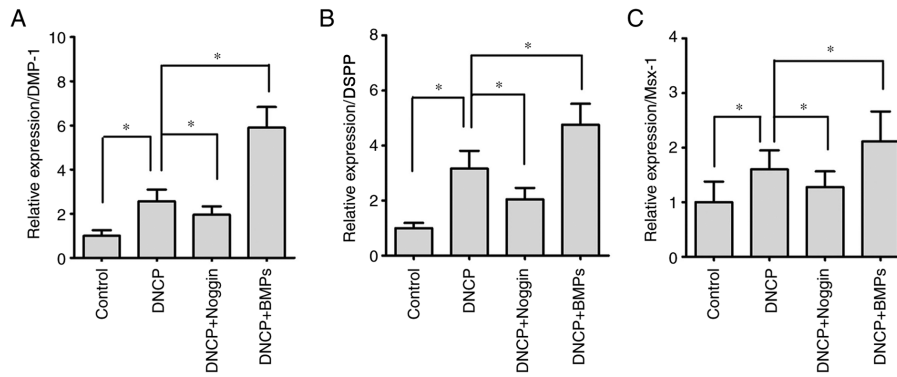 A
Relative expression/DMP-1
10
8
6
4
2
0
*
*
*
Control
DNCP
DNCP+Noggin
DNCP+BMPs
B
Relative expression/DSPP
8
6
4
2
0
*
*
*
Control
DNCP
DNCP+Noggin
DNCP+BMPs
C
Relative expression/Msx-1
4
3
2
1
0
*
*
*
Control
DNCP
DNCP+Noggin
DNCP+BMPs